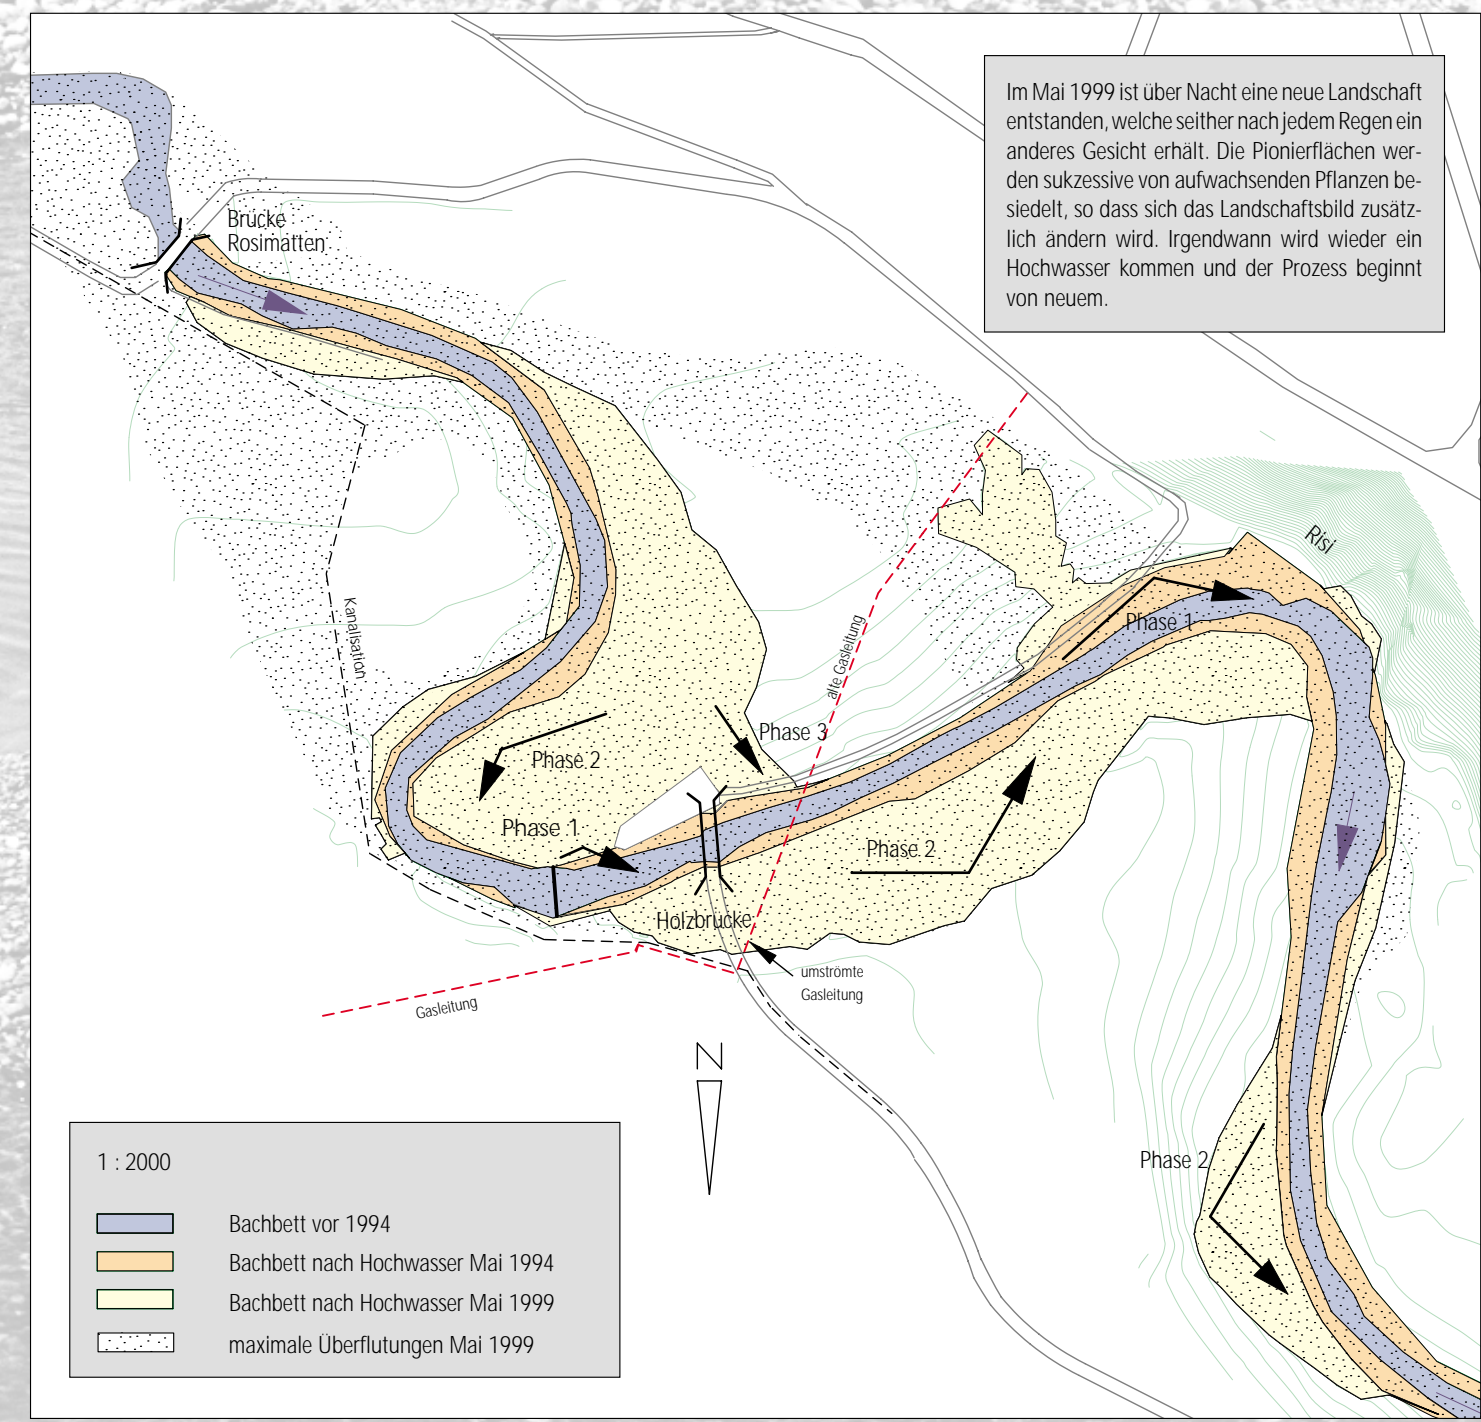 Im Mai 1999 ist über Nacht eine neue Landschaft
entstanden, welche seither nach jedem Regen ein
anderes Gesicht erhält. Die Pionierflächen wer-
den sukzessive von aufwachsenden Pflanzen be-
siedelt, so dass sich das Landschaftsbild zusätz-
lich ändern wird. Irgendwann wird wieder ein
Hochwasser kommen und der Prozess beginnt
von neuem.
Brücke
Rosimatten
Risi
Kanalisation
alte Gasleitung
Phase 1
Phase 3
Phase 2
Phase 1
Phase 2
Holzbrücke
umströmte
Gasleitung
Gasleitung
N
Phase 2
1 : 2000
Bachbett vor 1994
Bachbett nach Hochwasser Mai 1994
Bachbett nach Hochwasser Mai 1999
maximale Überflutungen Mai 1999